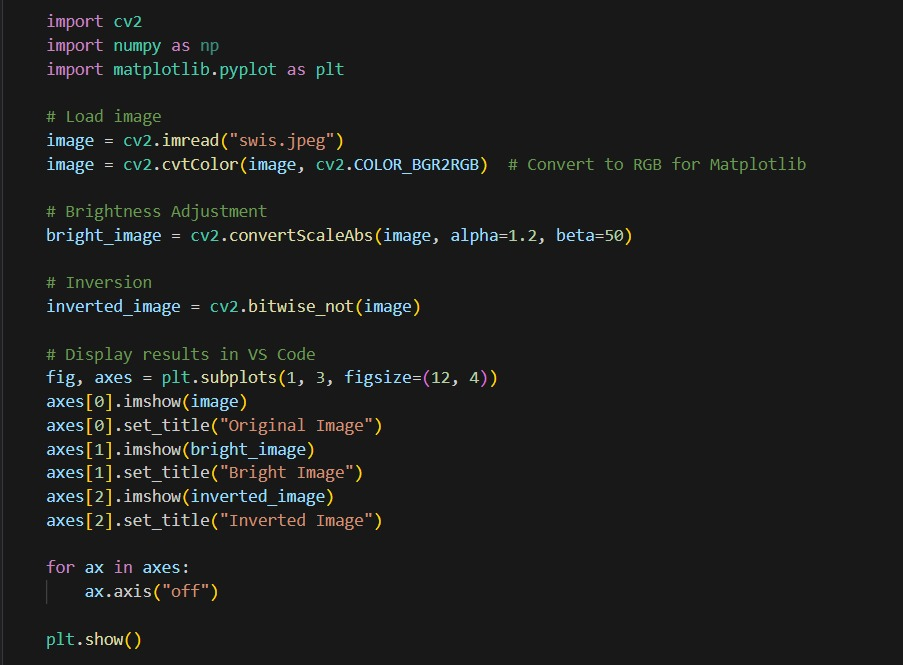 import cv2
import numpy as np
import matplotlib.pyplot as plt

# Load image
image = cv2.imread("swis.jpeg")
image = cv2.cvtColor(image, cv2.COLOR_BGR2RGB)  # Convert to RGB for Matplotlib

# Brightness Adjustment
bright_image = cv2.convertScaleAbs(image, alpha=1.2, beta=50)

# Inversion
inverted_image = cv2.bitwise_not(image)

# Display results in VS Code
fig, axes = plt.subplots(1, 3, figsize=(12, 4))
axes[0].imshow(image)
axes[0].set_title("Original Image")
axes[1].imshow(bright_image)
axes[1].set_title("Bright Image")
axes[2].imshow(inverted_image)
axes[2].set_title("Inverted Image")

for ax in axes:
    ax.axis("off")

plt.show()